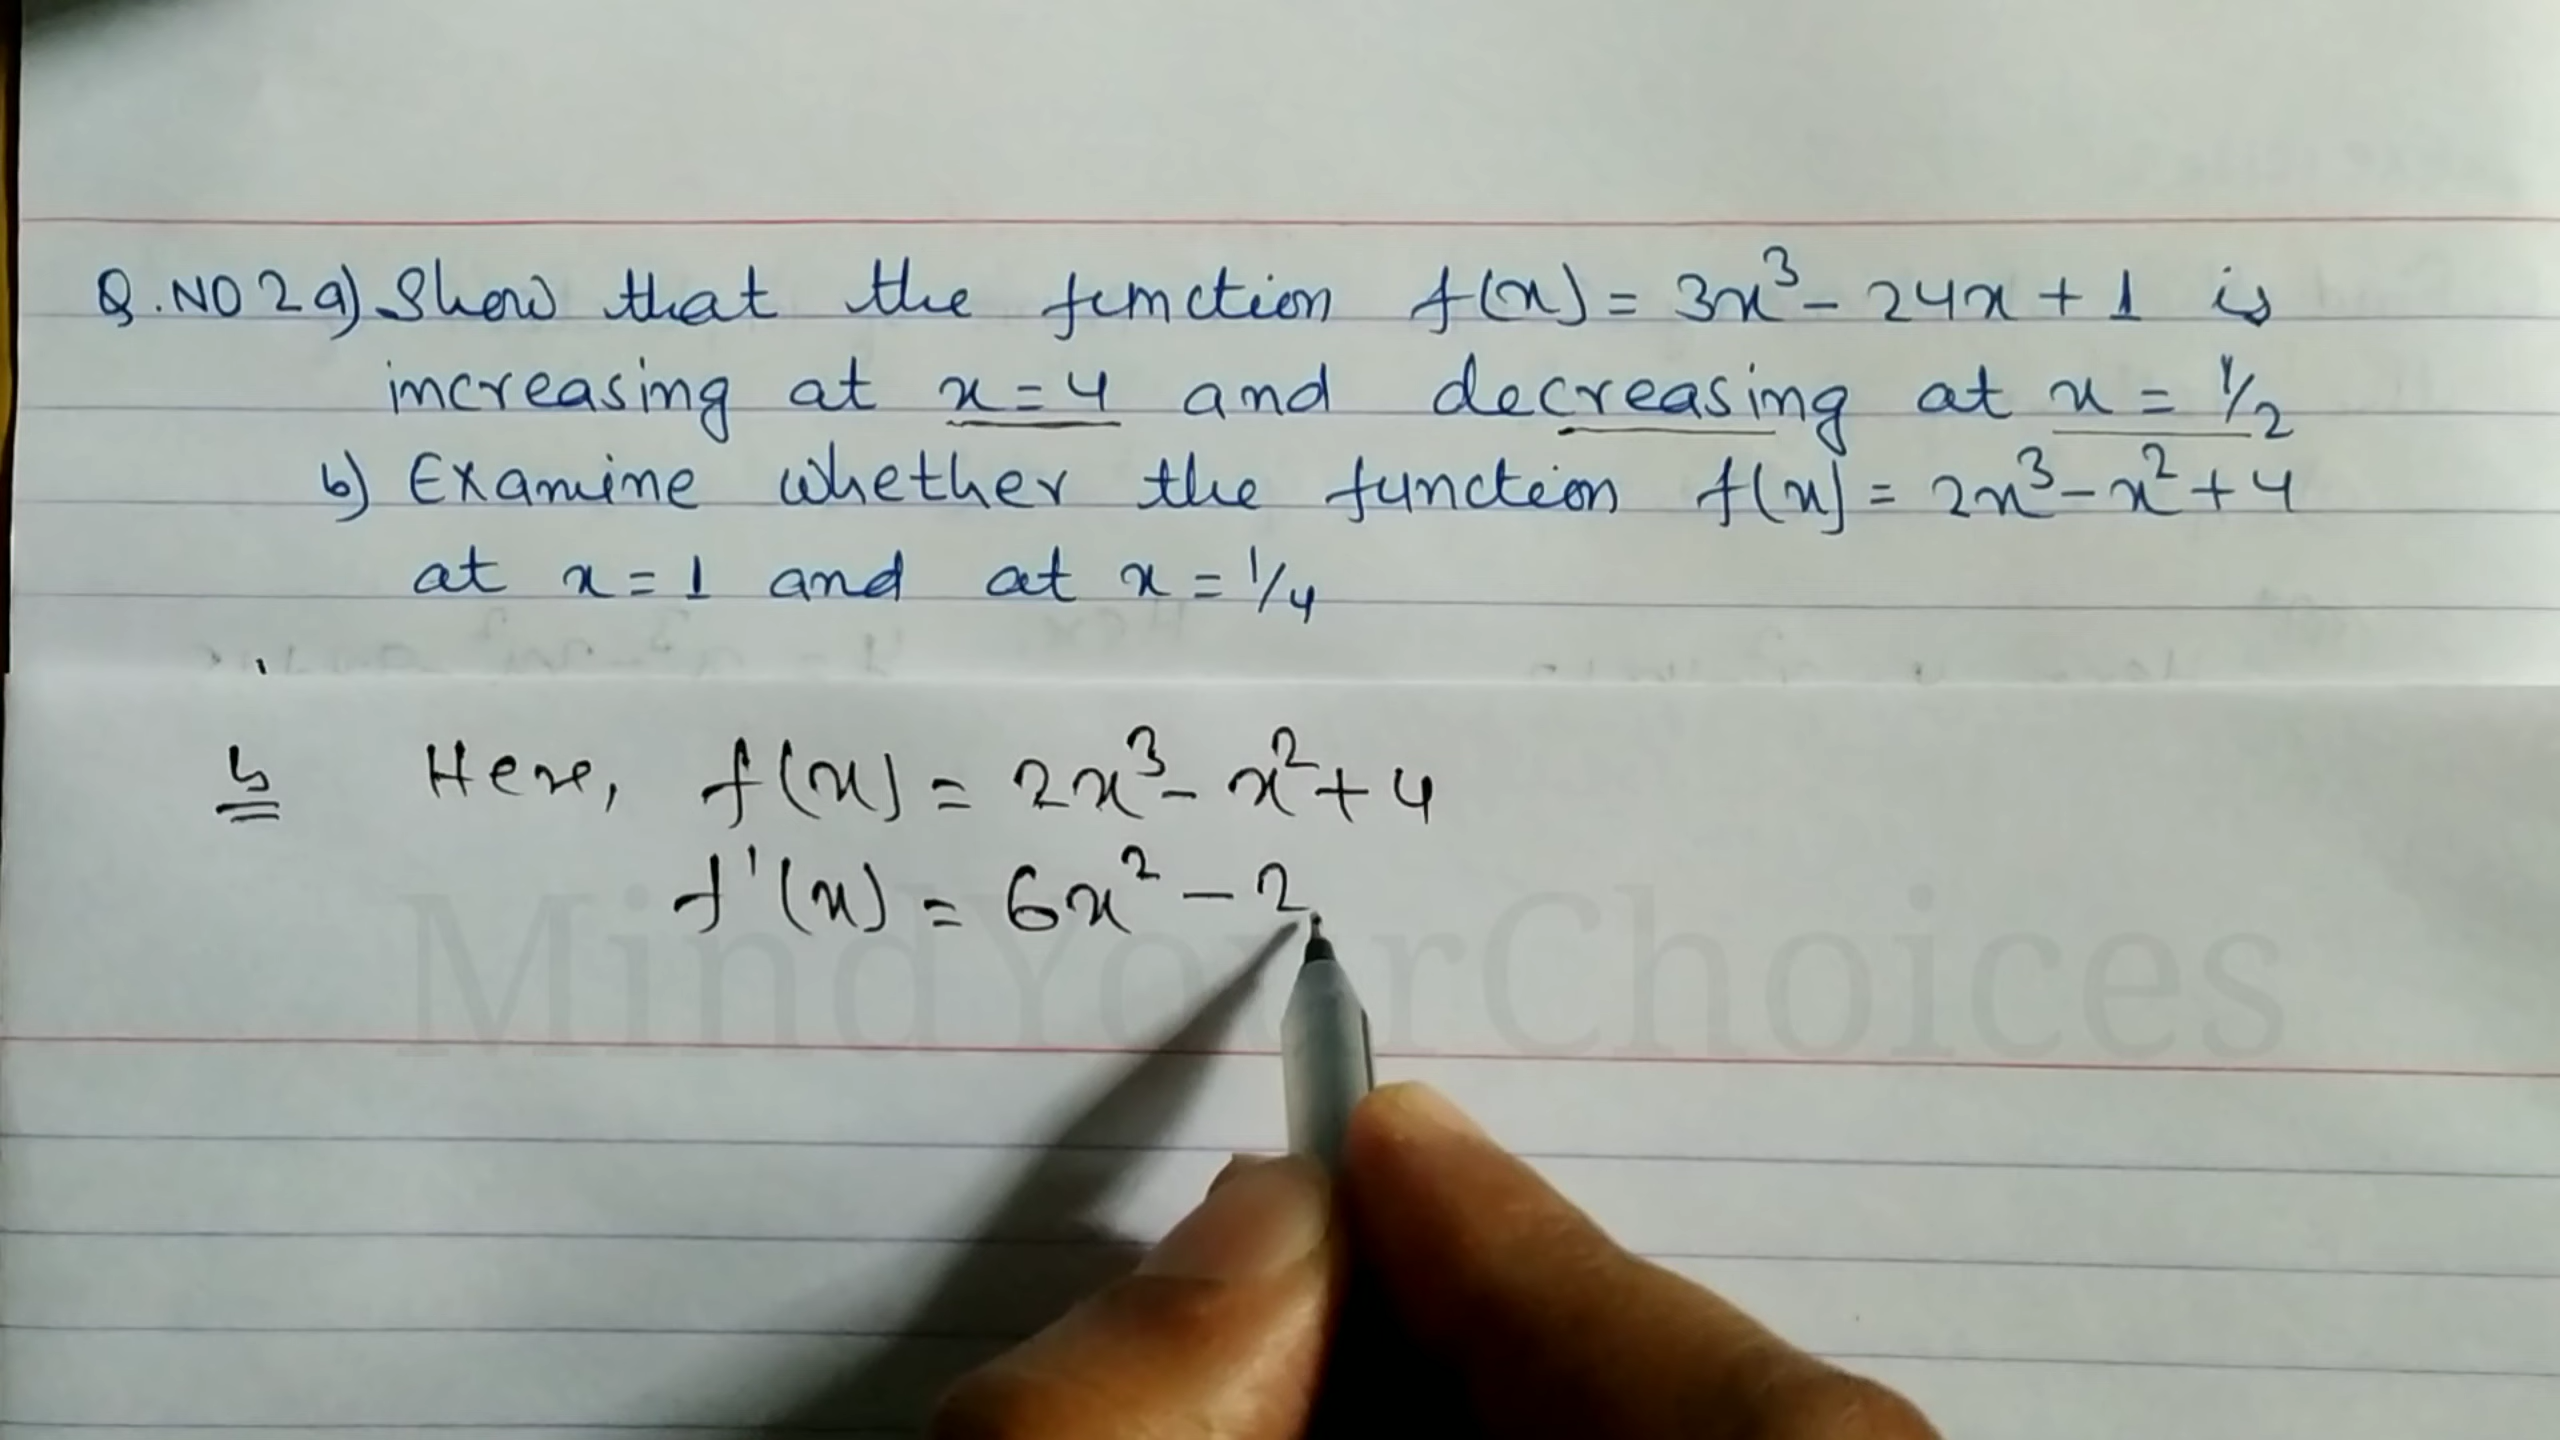 Q.NO 2 a) Show that the function f(x) = 3x³ - 24x + 1 is
increasing at x = 4 and decreasing at x = 1/2
b) Examine whether the function f(x) = 2x³ - x² + 4
at x = 1 and at x = 1/4
b Here, f(x) = 2x³ - x² + 4
f'(x) = 6x² - 2
MindYourChoices